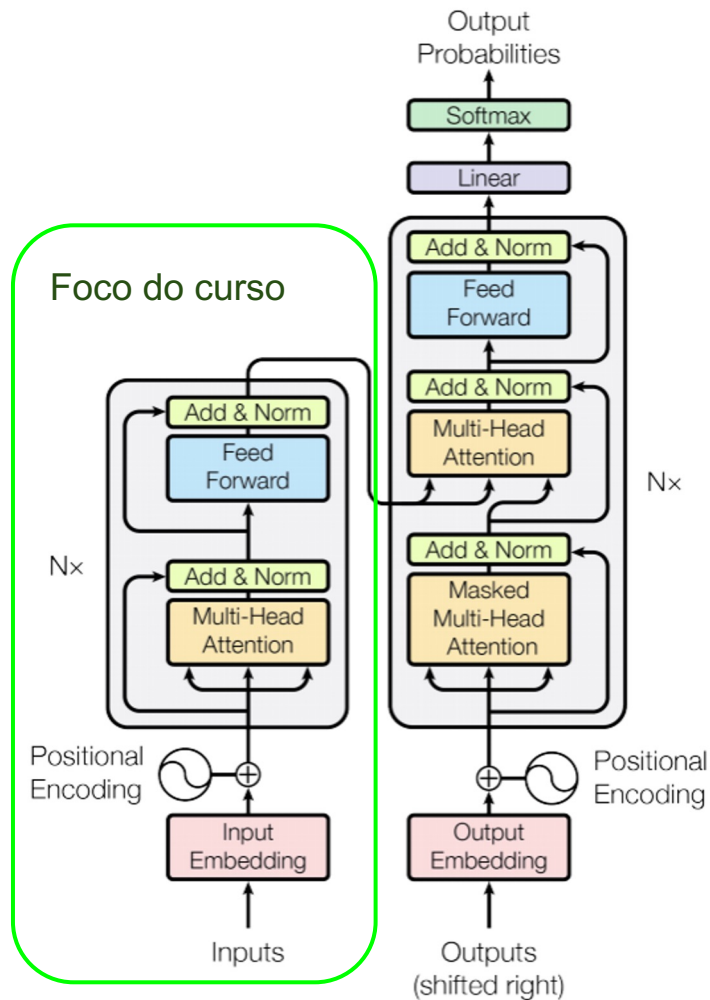 Output
Probabilities
Softmax
Linear
Add & Norm
Feed
Forward
Add & Norm
Multi-Head
Attention
Nx
Add & Norm
Masked
Multi-Head
Attention
Positional
Encoding
Output
Embedding
Outputs
(shifted right)
Foco do curso
Add & Norm
Feed
Forward
Nx
Add & Norm
Multi-Head
Attention
Positional
Encoding
Input
Embedding
Inputs